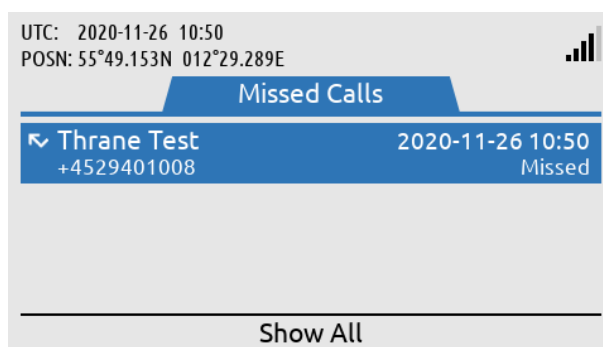 UTC: 2020-11-26 10:50
POSN: 55°49.153N 012°29.289E
Missed Calls
Thrane Test 2020-11-26 10:50
+4529401008 Missed
Show All